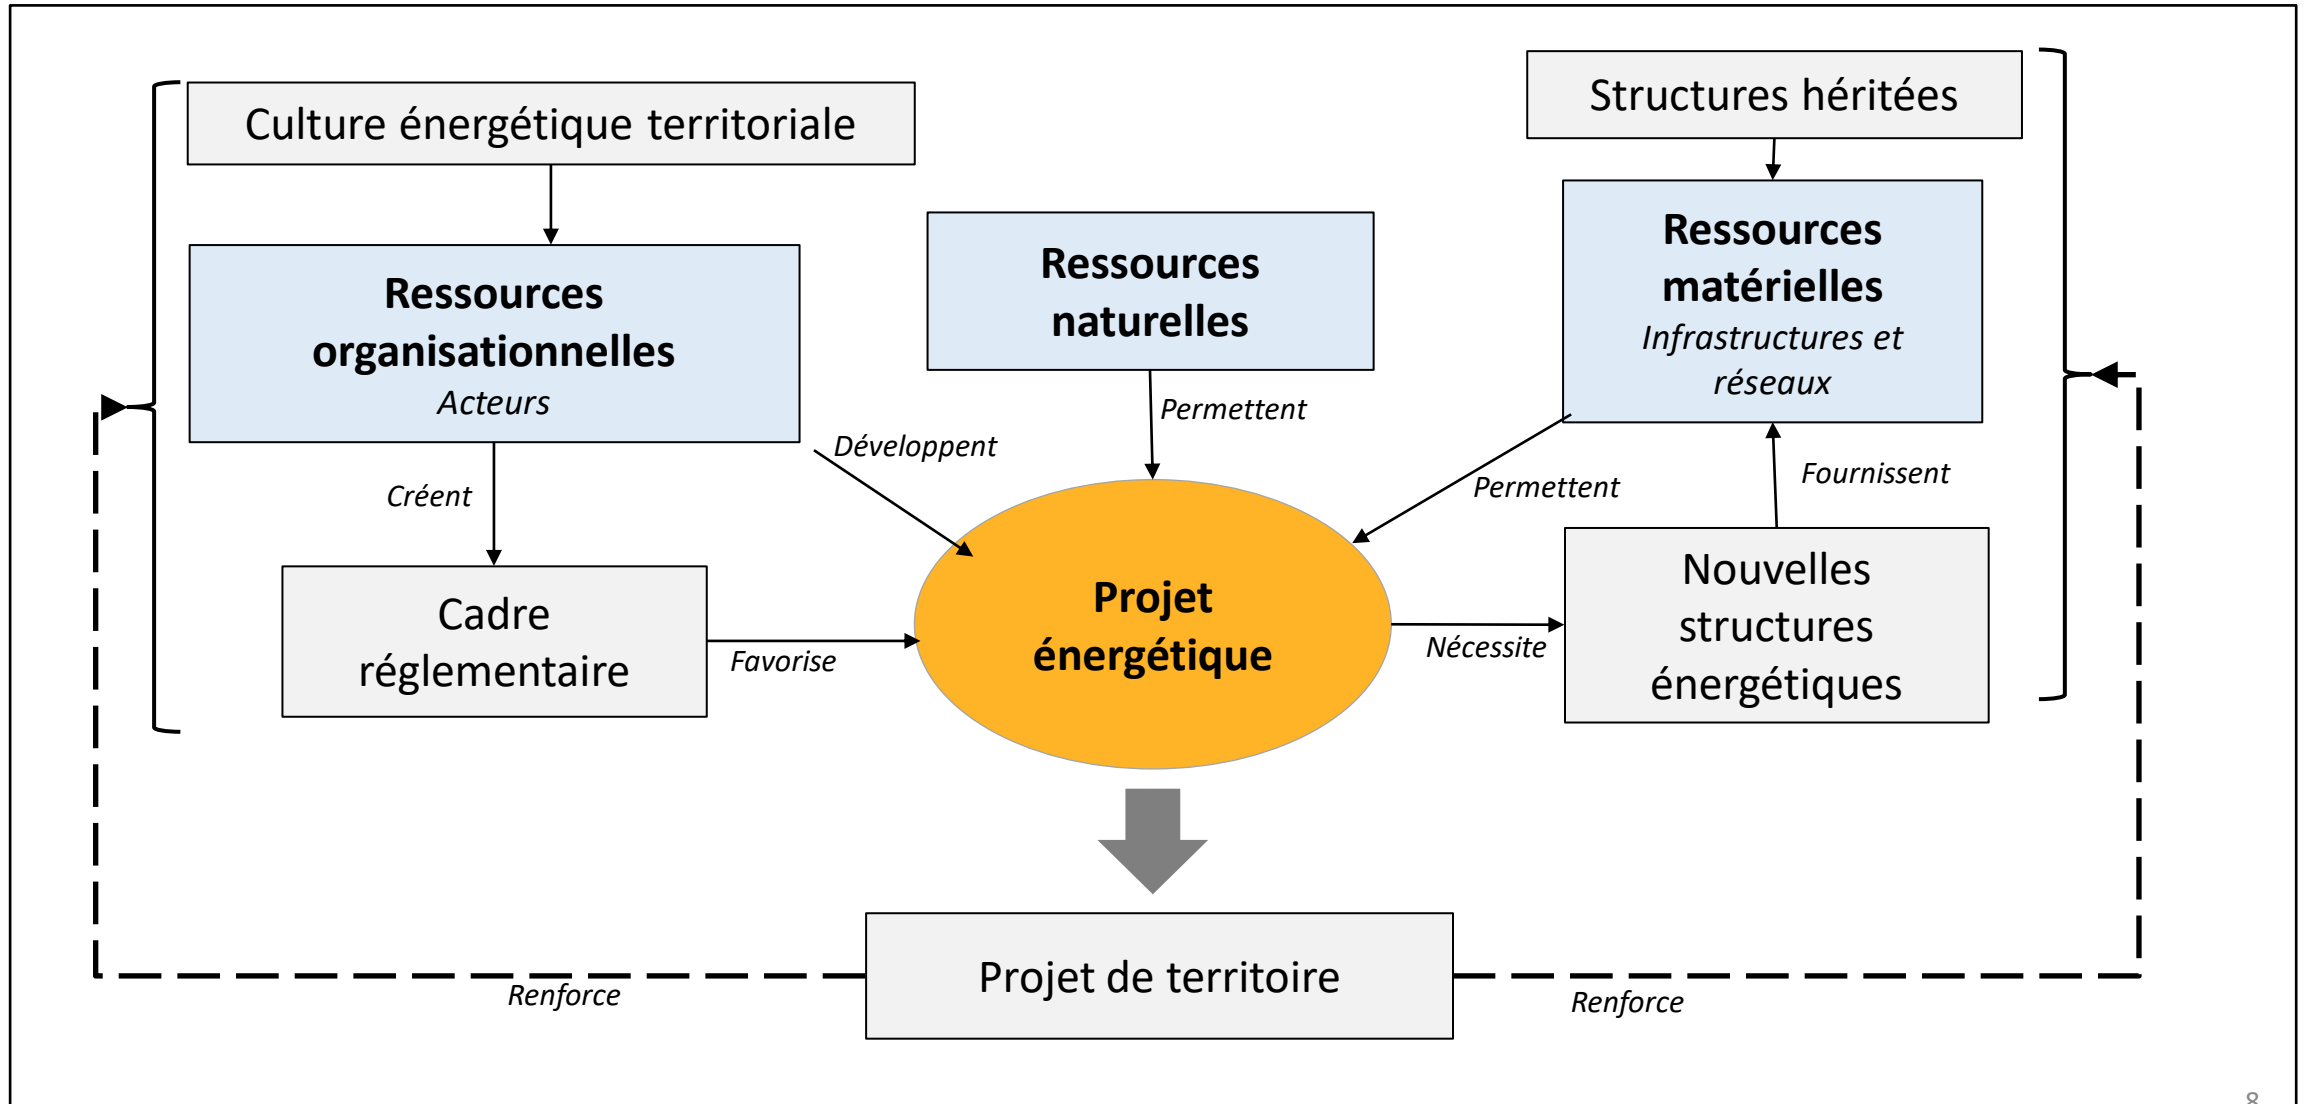 Culture énergétique territoriale
Structures héritées
Ressources
organisationnelles
Acteurs
Ressources
naturelles
Ressources
matérielles
Infrastructures et
réseaux
Créent
Développent
Permettent
Permettent
Fournissent
Cadre
réglementaire
Favorise
Projet
énergétique
Nécessite
Nouvelles
structures
énergétiques
Projet de territoire
Renforce
Renforce
8